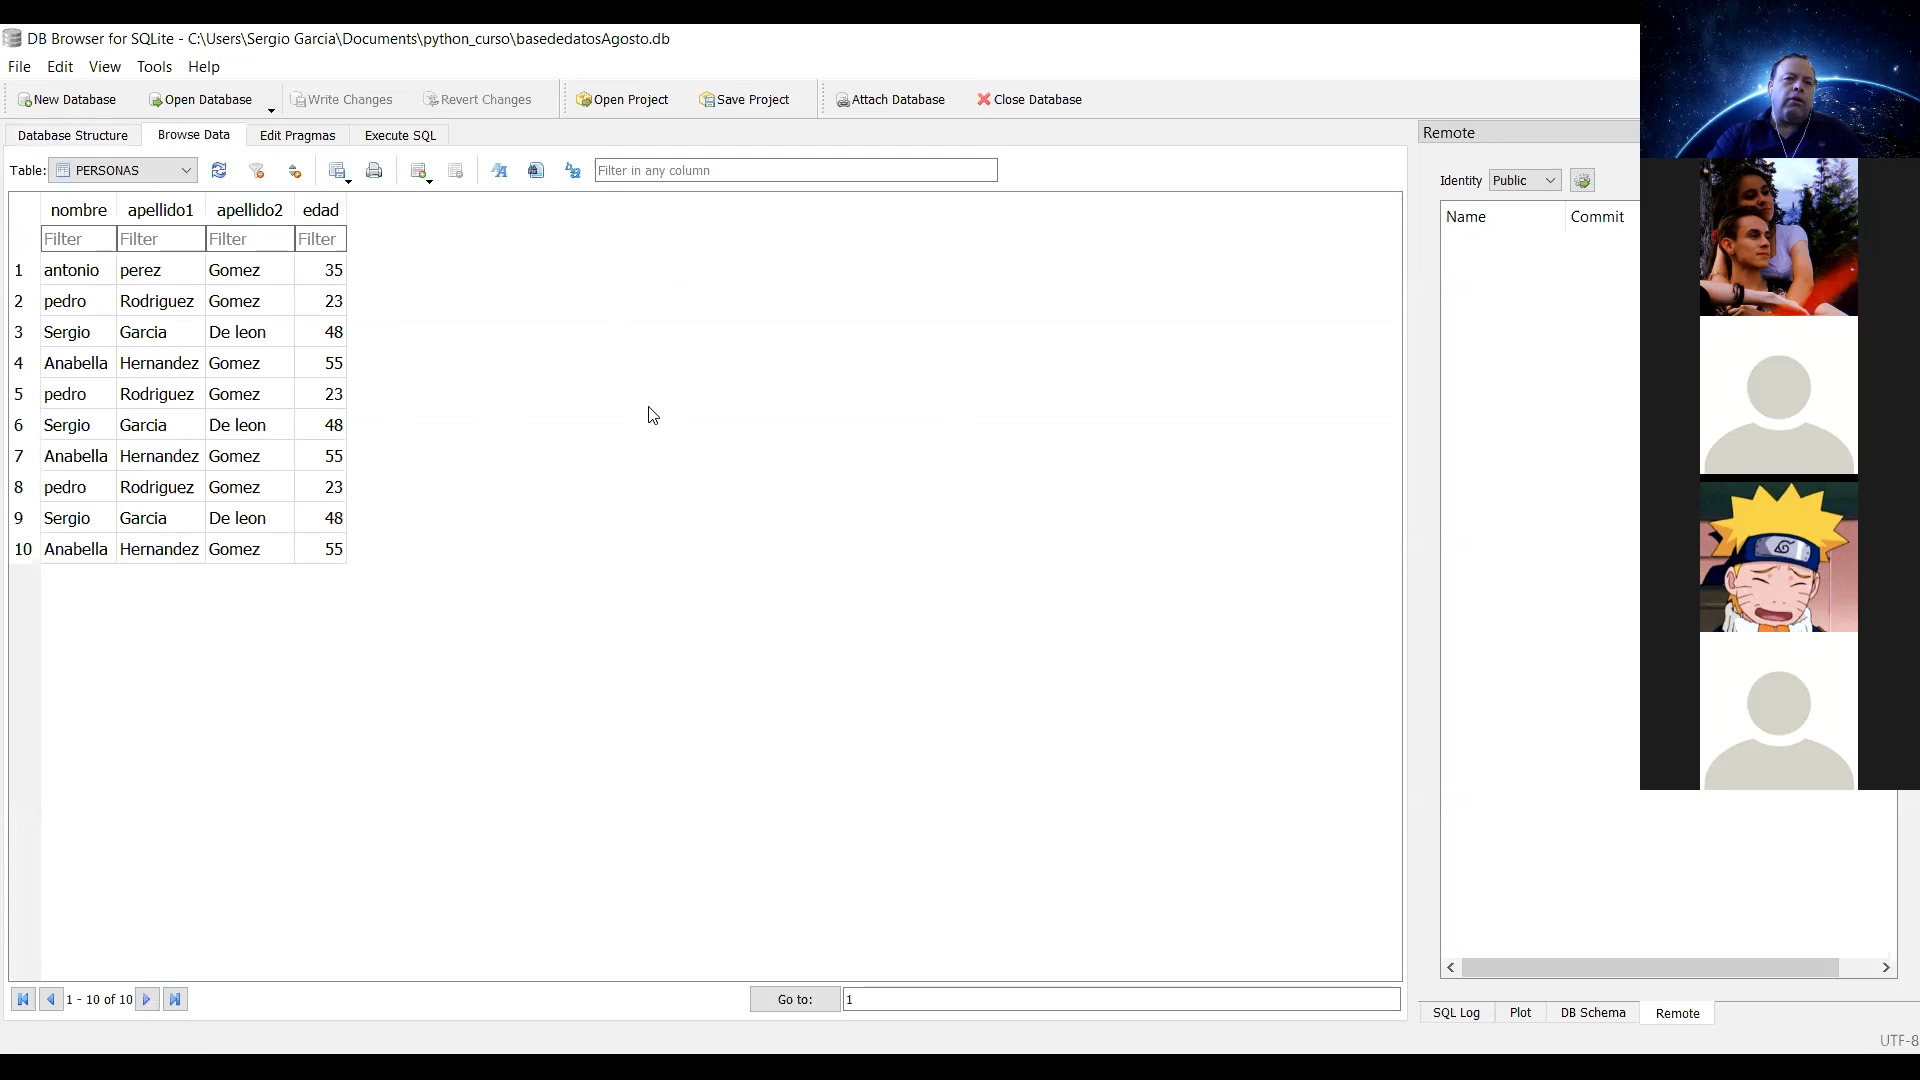 DB Browser for SQLite - C:\Users\Sergio Garcia\Documents\python_curso\basededatosAgosto.db
File Edit View Tools Help
New Database Open Database Write Changes Revert Changes Open Project Save Project Attach Database Close Database
Database Structure Browse Data Edit Pragmas Execute SQL
Table: PERSONAS Filter in any column
nombre apellido1 apellido2 edad
Filter Filter Filter Filter
1 antonio perez Gomez 35
2 pedro Rodriguez Gomez 23
3 Sergio Garcia De leon 48
4 Anabella Hernandez Gomez 55
5 pedro Rodriguez Gomez 23
6 Sergio Garcia De leon 48
7 Anabella Hernandez Gomez 55
8 pedro Rodriguez Gomez 23
9 Sergio Garcia De leon 48
10 Anabella Hernandez Gomez 55
1 - 10 of 10 Go to: 1
Remote
Identity Public
Name Commit
SQL Log Plot DB Schema Remote
UTF-8